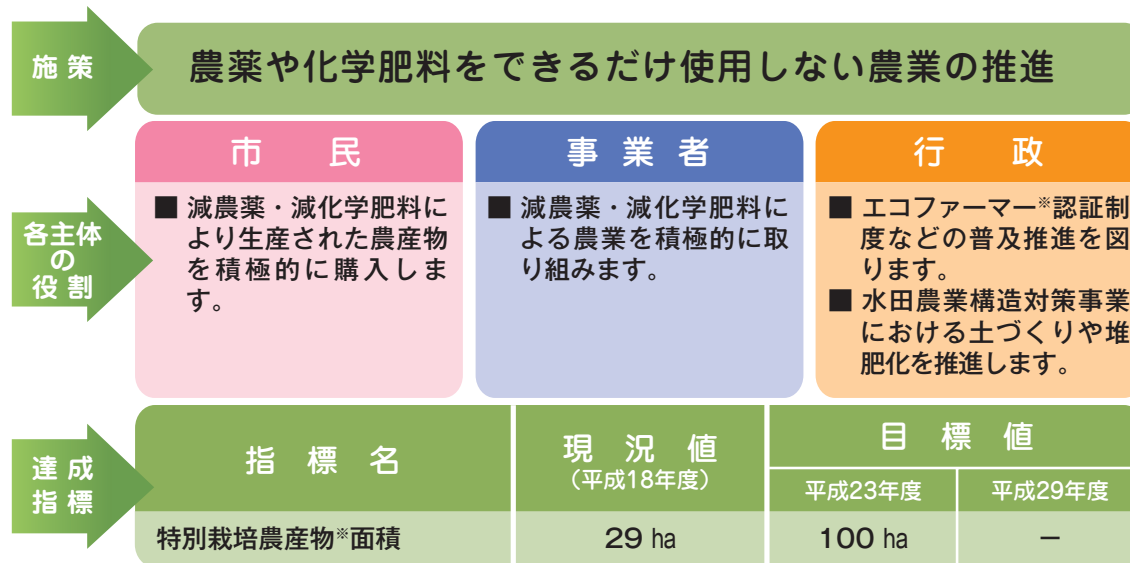 施 策
農薬や化学肥料をできるだけ使用しない農業の推進
各主体
の
役 割
市 民
■ 減農薬・減化学肥料に
より生産された農産物
を積極的に購入しま
す。
事 業 者
■ 減農薬・減化学肥料に
よる農業を積極的に取
り組みます。
行 政
■ エコファーマー※認証制
度などの普及推進を図
ります。
■ 水田農業構造対策事業
における土づくりや堆
肥化を推進します。
達 成
指 標
指 標 名
現 況 値
（平成18年度）
目 標 値
平成23年度
平成29年度
特別栽培農産物※面積
29 ha
100 ha
－